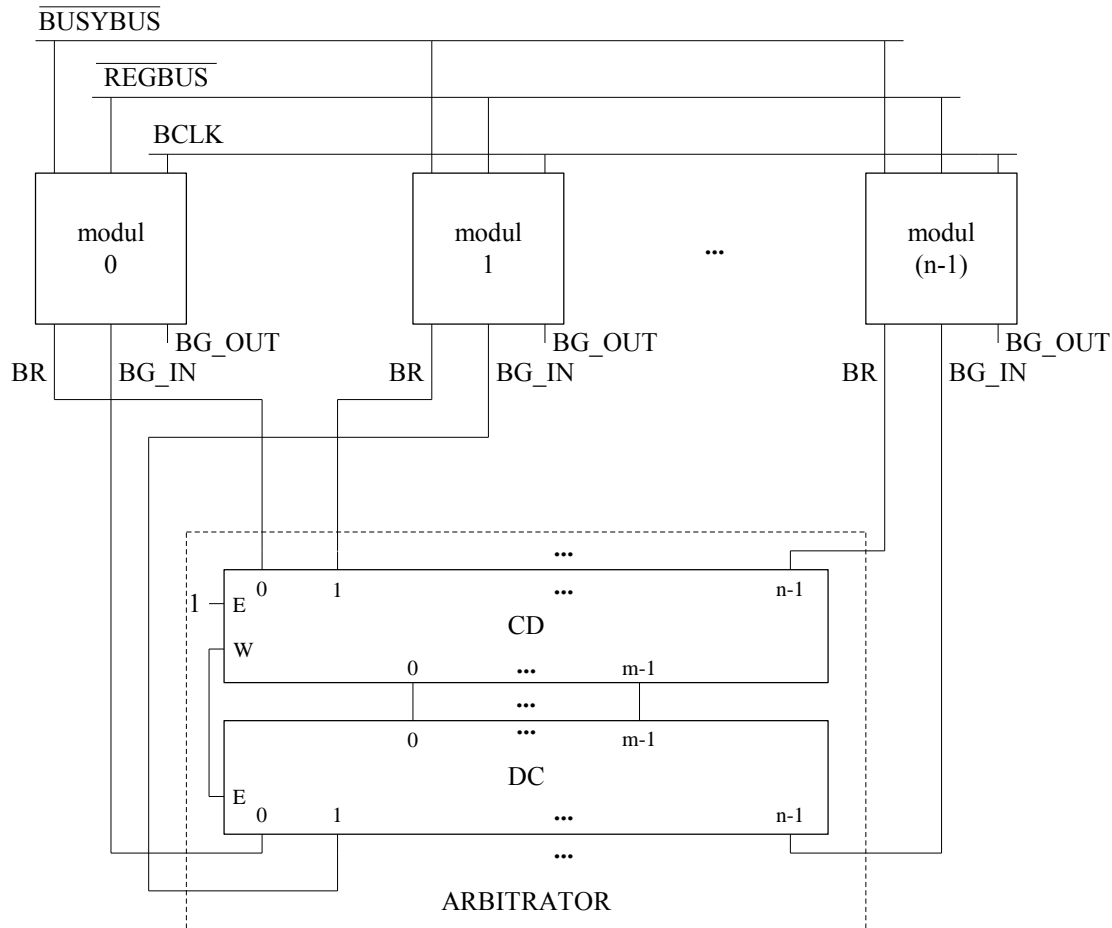 BUSYBUS
REGBUS
BCLK
modul modul modul
0 1 ... (n-1)
BG_OUT BG_OUT BG_OUT
BR BG_IN BR BG_IN BR BG_IN
...
0 1 ... n-1
1 E
CD
W
0 ... m-1
...
0 ... m-1
DC
E
0 1 ... n-1
...
ARBITRATOR